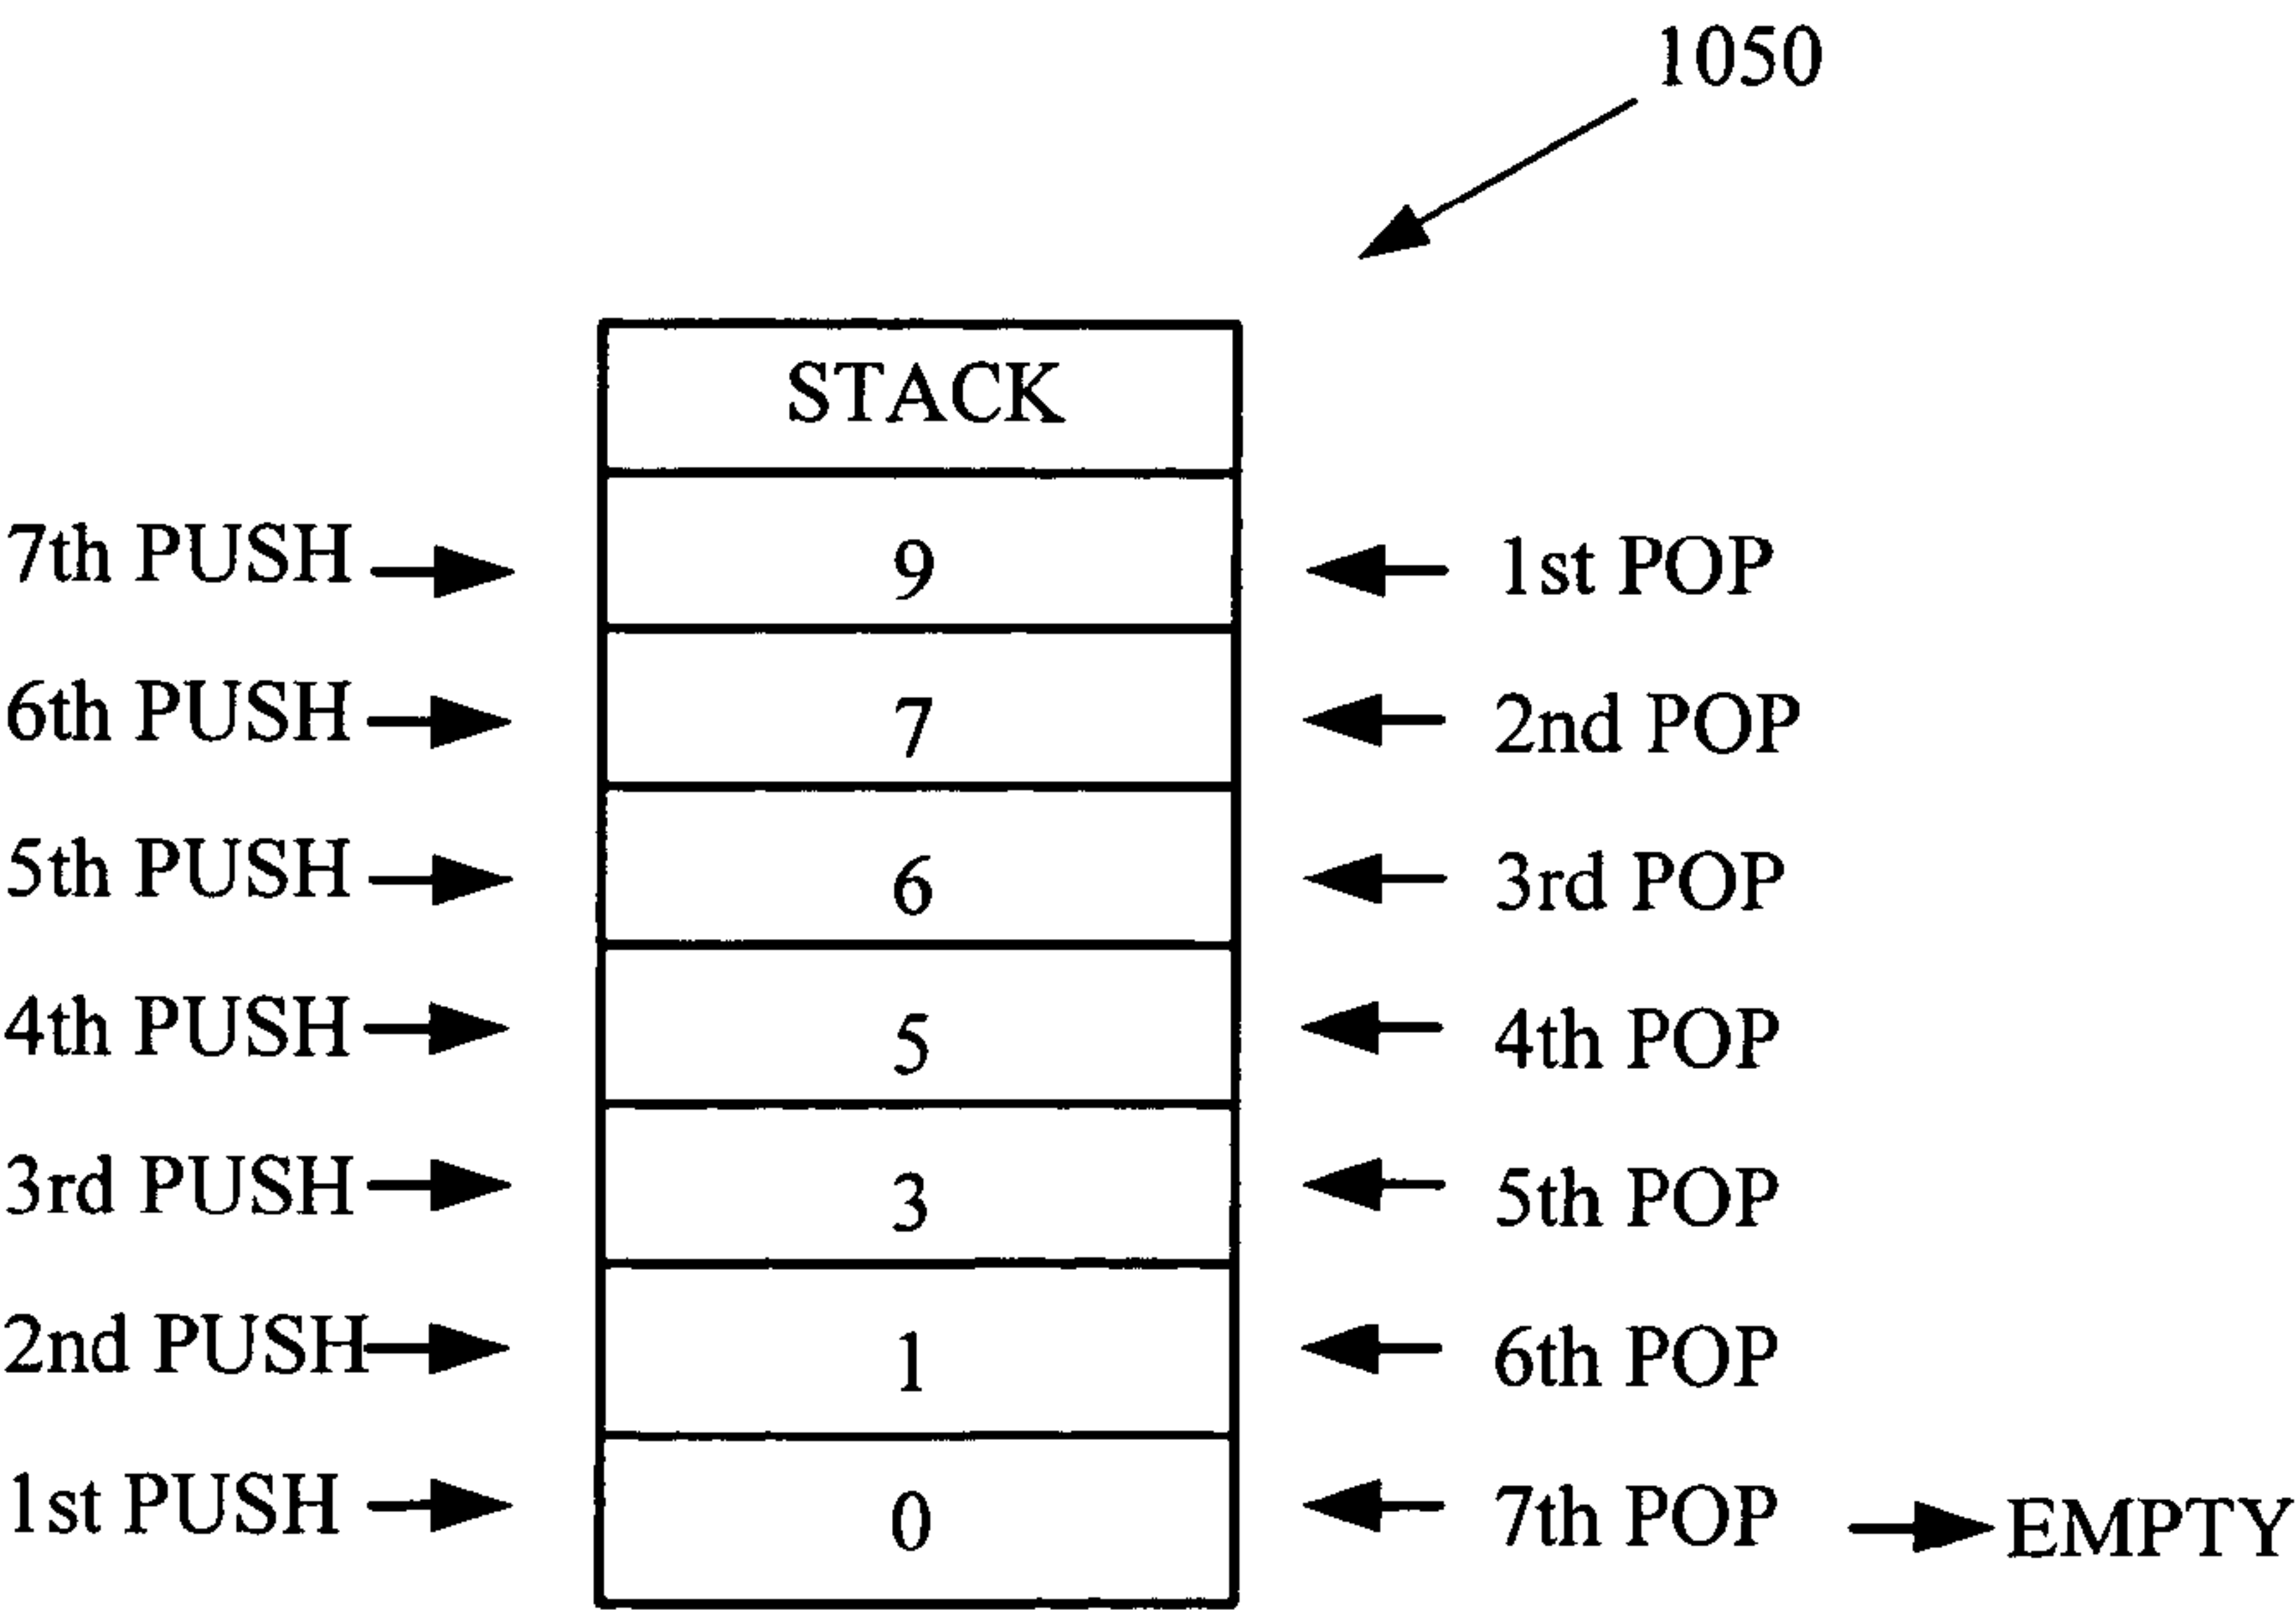 1050
STACK
7th PUSH 9 1st POP
6th PUSH 7 2nd POP
5th PUSH 6 3rd POP
4th PUSH 5 4th POP
3rd PUSH 3 5th POP
2nd PUSH 1 6th POP
1st PUSH 0 7th POP EMPTY